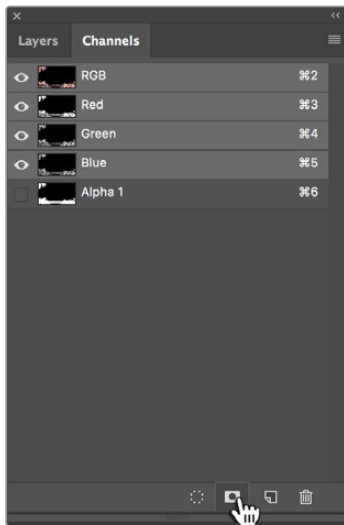 Layers Channels
RGB ⌘2
Red ⌘3
Green ⌘4
Blue ⌘5
Alpha 1 ⌘6